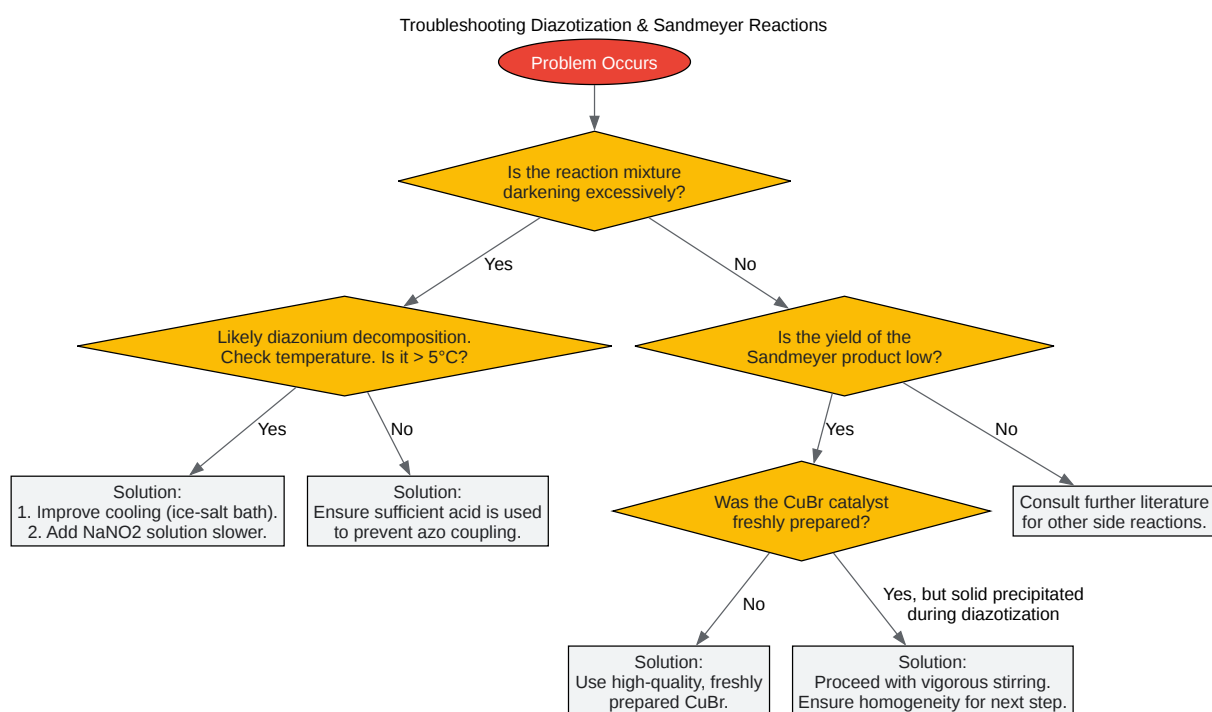 Troubleshooting Diazotization & Sandmeyer Reactions
Problem Occurs
Is the reaction mixture
darkening excessively?
Yes
No
Likely diazonium decomposition.
Check temperature. Is it > 5°C?
Is the yield of the
Sandmeyer product low?
Yes
No
Yes
No
Solution:
1. Improve cooling (ice-salt bath).
2. Add NaNO2 solution slower.
Solution:
Ensure sufficient acid is used
to prevent azo coupling.
Was the CuBr catalyst
freshly prepared?
Consult further literature
for other side reactions.
No
Yes, but solid precipitated
during diazotization
Solution:
Use high-quality, freshly
prepared CuBr.
Solution:
Proceed with vigorous stirring.
Ensure homogeneity for next step.